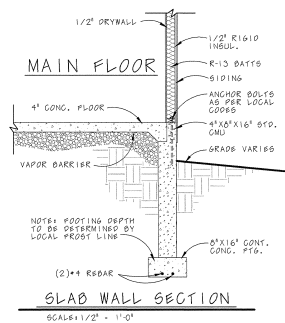 1/2" DRYWALL
1/2" RIGID
INSUL.
MAIN FLOOR
R-13 BATTS
SIDING
ANCHOR BOLTS
AS PER LOCAL
CODES
4" CONC. FLOOR
4"X8"X16" STD.
CMU
GRADE VARIES
VAPOR BARRIER
NOTE: FOOTING DEPTH
TO BE DETERMINED BY
LOCAL FROST LINE
8"X16" CONT.
CONC. FTG.
(2)#4 REBAR
SLAB WALL SECTION
SCALE:1/2" = 1'-0"